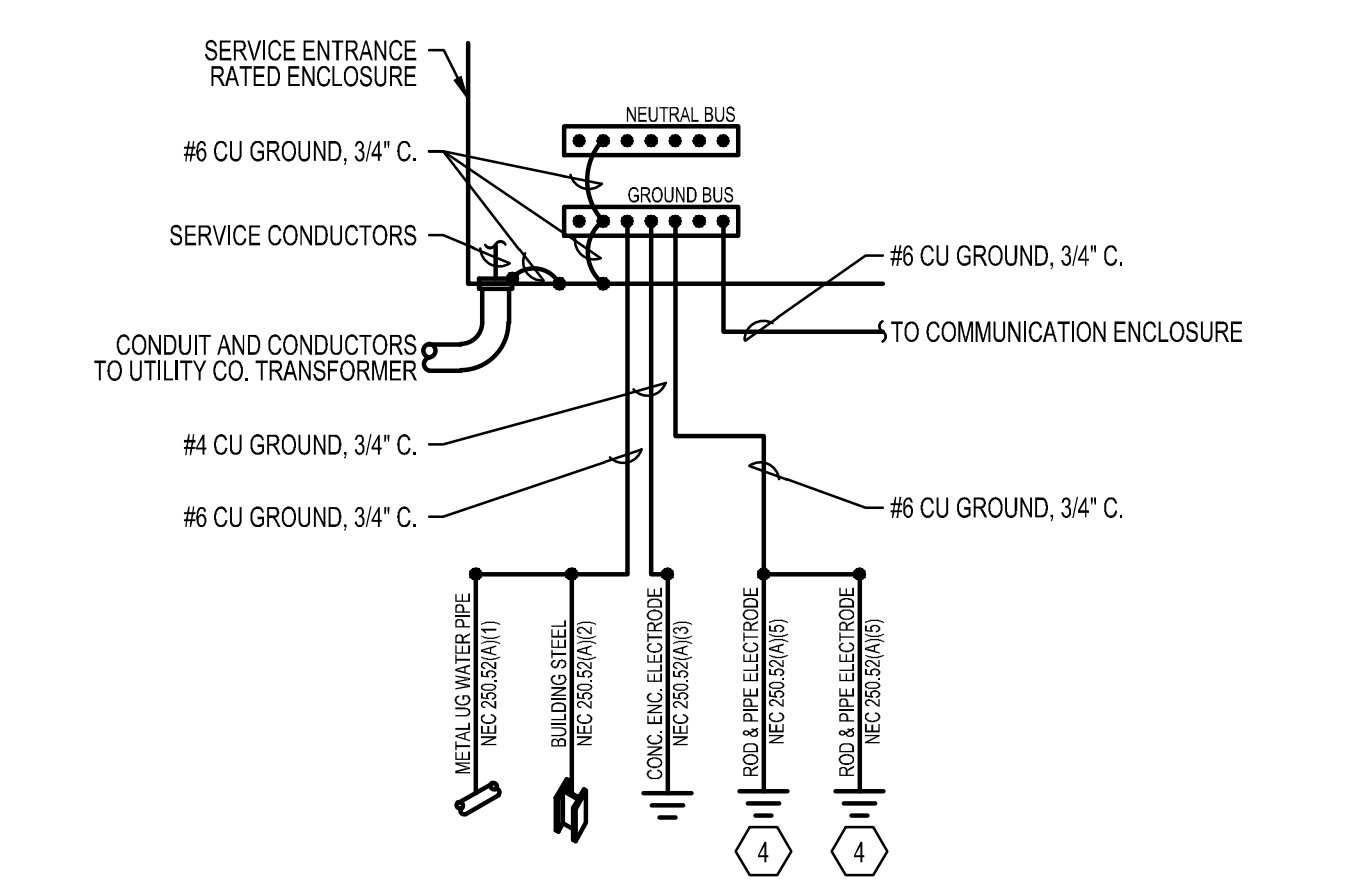 SERVICE ENTRANCE
RATED ENCLOSURE
NEUTRAL BUS
#6 CU GROUND, 3/4" C.
GROUND BUS
SERVICE CONDUCTORS
#6 CU GROUND, 3/4" C.
TO COMMUNICATION ENCLOSURE
CONDUIT AND CONDUCTORS
TO UTILITY CO. TRANSFORMER
#4 CU GROUND, 3/4" C.
#6 CU GROUND, 3/4" C.
#6 CU GROUND, 3/4" C.
METAL UG WATER PIPE
NEC 250.52(A)(1)
BUILDING STEEL
NEC 250.52(A)(2)
CONC. ENC. ELECTRODE
NEC 250.52(A)(3)
ROD & PIPE ELECTRODE
NEC 250.52(A)(5)
ROD & PIPE ELECTRODE
NEC 250.52(A)(5)
4
4